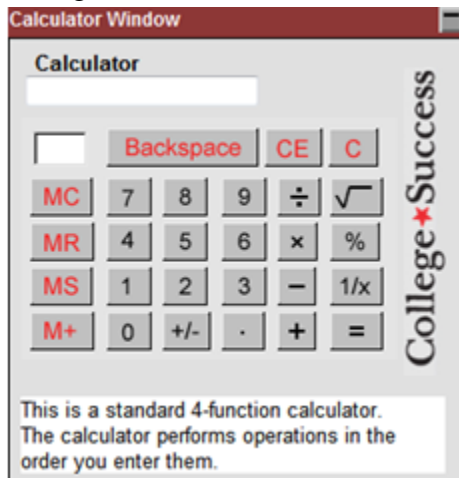 Calculator Window
Calculator
Backspace CE C
MC 7 8 9 ÷ √
MR 4 5 6 × %
MS 1 2 3 − 1/x
M+ 0 +/- . + =
College★Success
This is a standard 4-function calculator.
The calculator performs operations in the
order you enter them.